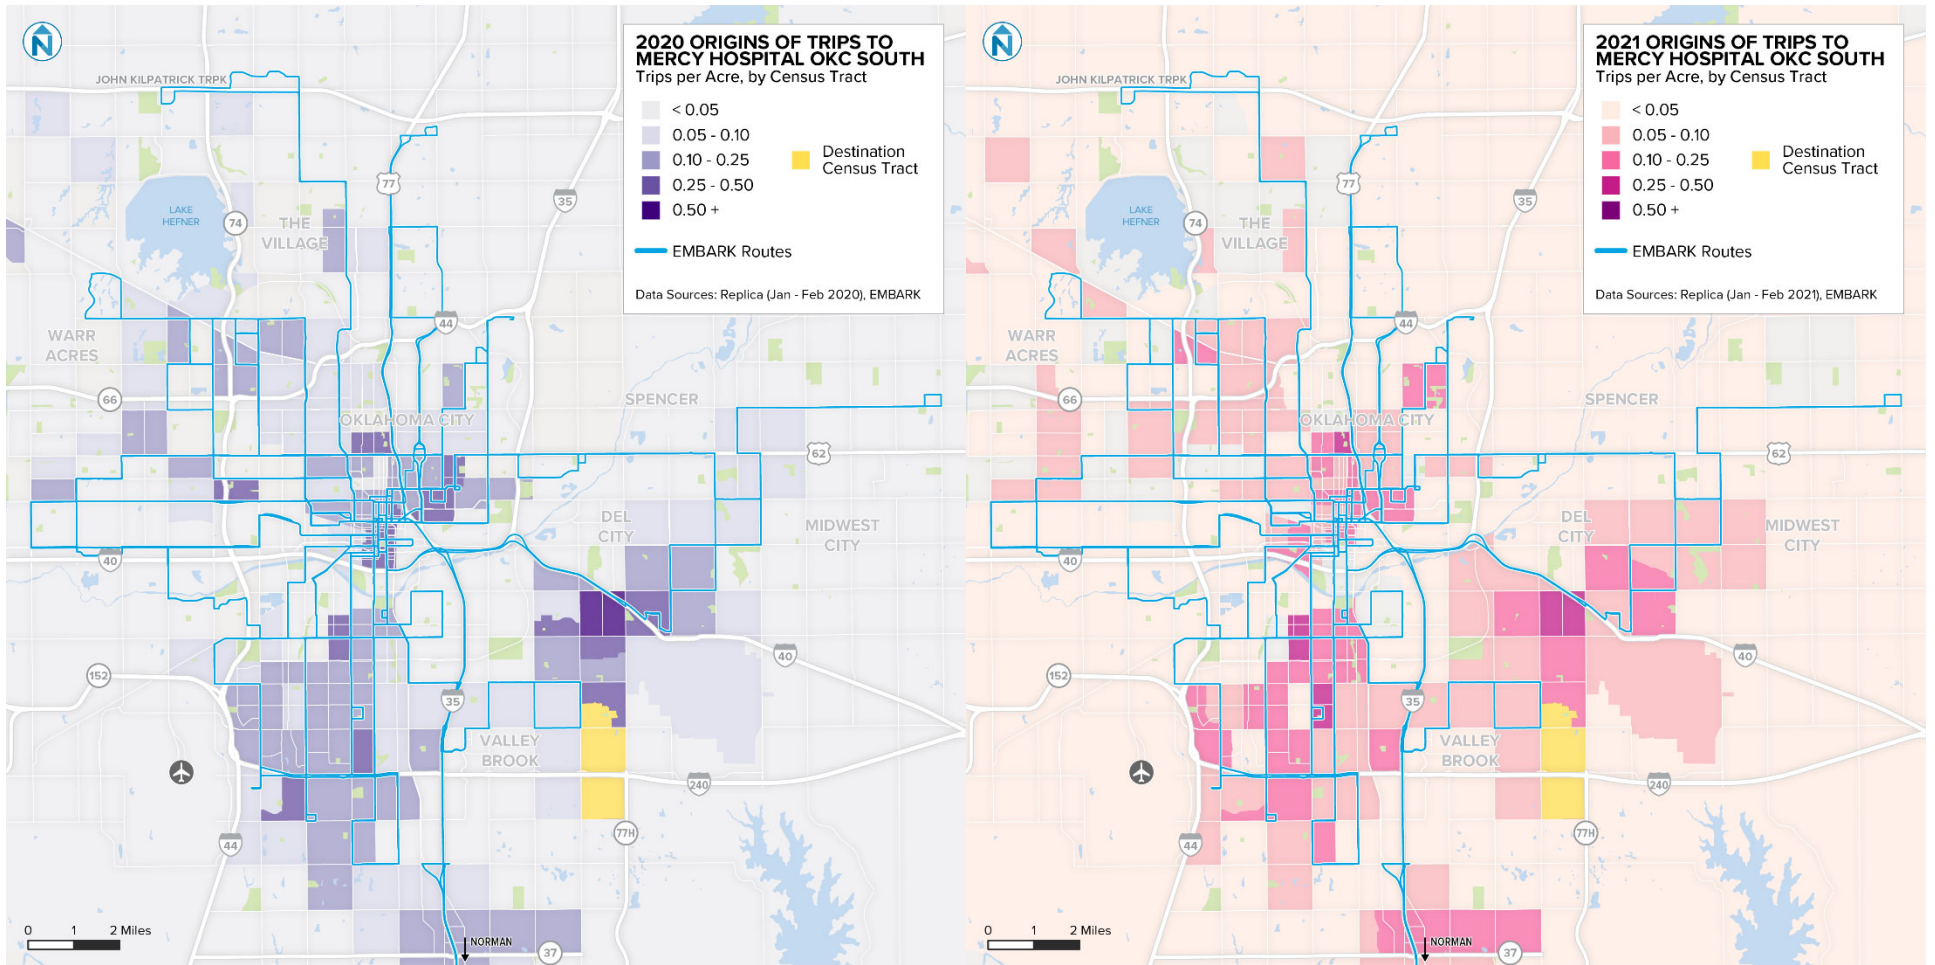 N
2020 ORIGINS OF TRIPS TO
MERCY HOSPITAL OKC SOUTH
Trips per Acre, by Census Tract
< 0.05
0.05 - 0.10
0.10 - 0.25
0.25 - 0.50
0.50 +
Destination
Census Tract
EMBARK Routes
Data Sources: Replica (Jan - Feb 2020), EMBARK
JOHN KILPATRICK TRPK
77
35
LAKE
HEFNER
74
THE
VILLAGE
44
WARR
ACRES
66
SPENCER
OKLAHOMA CITY
62
DEL
CITY
MIDWEST
CITY
40
40
152
35
VALLEY
BROOK
240
77H
44
0 1 2 Miles
NORMAN
37
N
2021 ORIGINS OF TRIPS TO
MERCY HOSPITAL OKC SOUTH
Trips per Acre, by Census Tract
< 0.05
0.05 - 0.10
0.10 - 0.25
0.25 - 0.50
0.50 +
Destination
Census Tract
EMBARK Routes
Data Sources: Replica (Jan - Feb 2021), EMBARK
JOHN KILPATRICK TRPK
77
35
LAKE
HEFNER
74
THE
VILLAGE
44
WARR
ACRES
66
SPENCER
OKLAHOMA CITY
62
DEL
CITY
MIDWEST
CITY
40
40
152
35
VALLEY
BROOK
240
77H
44
0 1 2 Miles
NORMAN
37